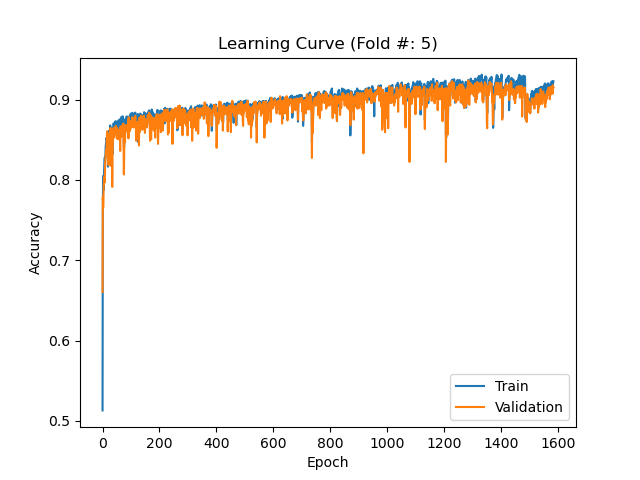 Learning Curve (Fold #: 5)
0.9
0.8
0.7
0.6
0.5
Accuracy
0 200 400 600 800 1000 1200 1400 1600
Epoch
Train
Validation